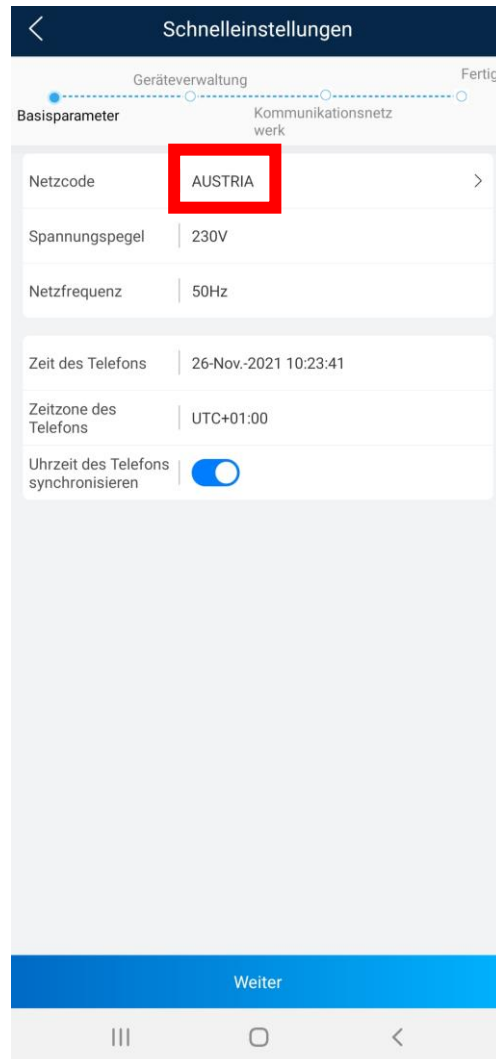 Schnelleinstellungen
Geräteverwaltung
Fertig
Basisparameter
Kommunikationsnetz
werk
Netzcode AUSTRIA
Spannungspegel 230V
Netzfrequenz 50Hz
Zeit des Telefons 26-Nov.-2021 10:23:41
Zeitzone des
Telefons
UTC+01:00
Uhrzeit des Telefons
synchronisieren
Weiter